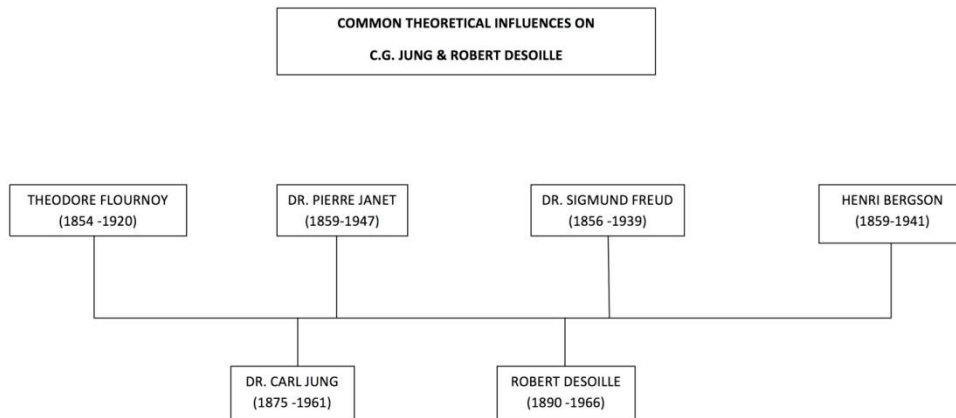 COMMON THEORETICAL INFLUENCES ON
C.G. JUNG & ROBERT DESOILLE
THEODORE FLOURNOY
(1854 -1920)
DR. PIERRE JANET
(1859-1947)
DR. SIGMUND FREUD
(1856 -1939)
HENRI BERGSON
(1859-1941)
DR. CARL JUNG
(1875 -1961)
ROBERT DESOILLE
(1890 -1966)